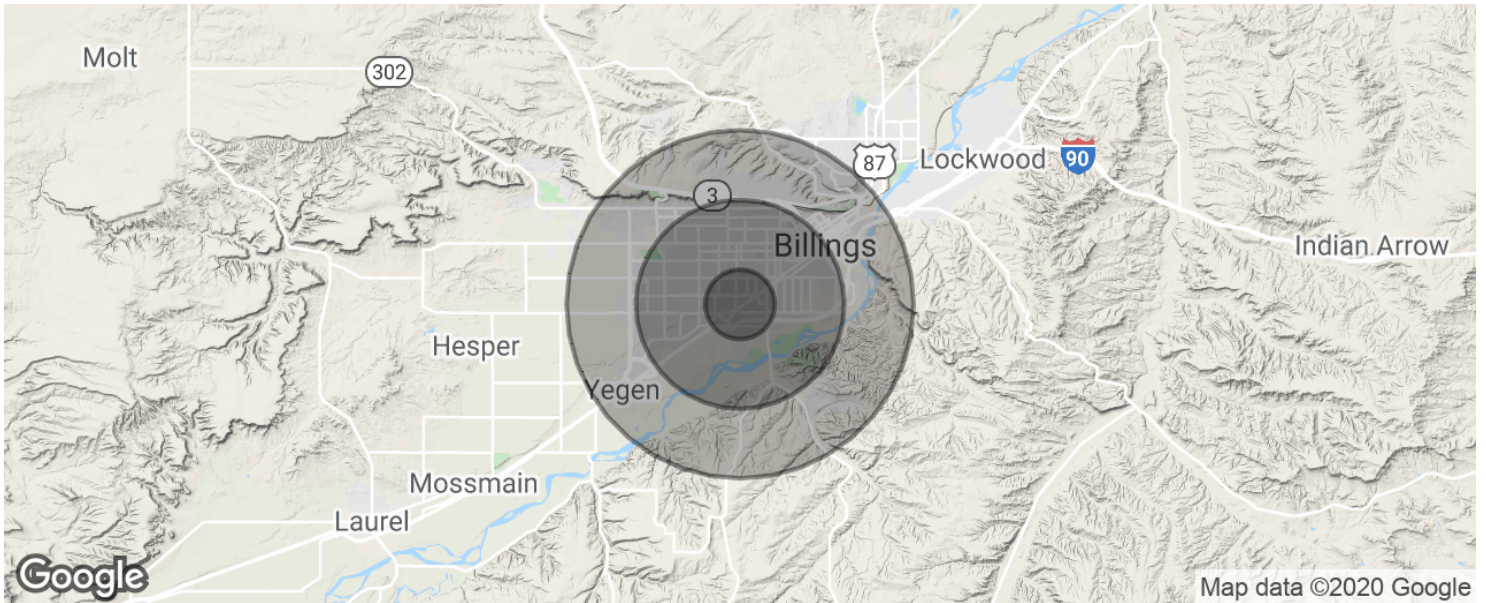 Molt
302
87
Lockwood
90
3
Billings
Indian Arrow
Hesper
Yegen
Mossmain
Laurel
Google
Map data ©2020 Google